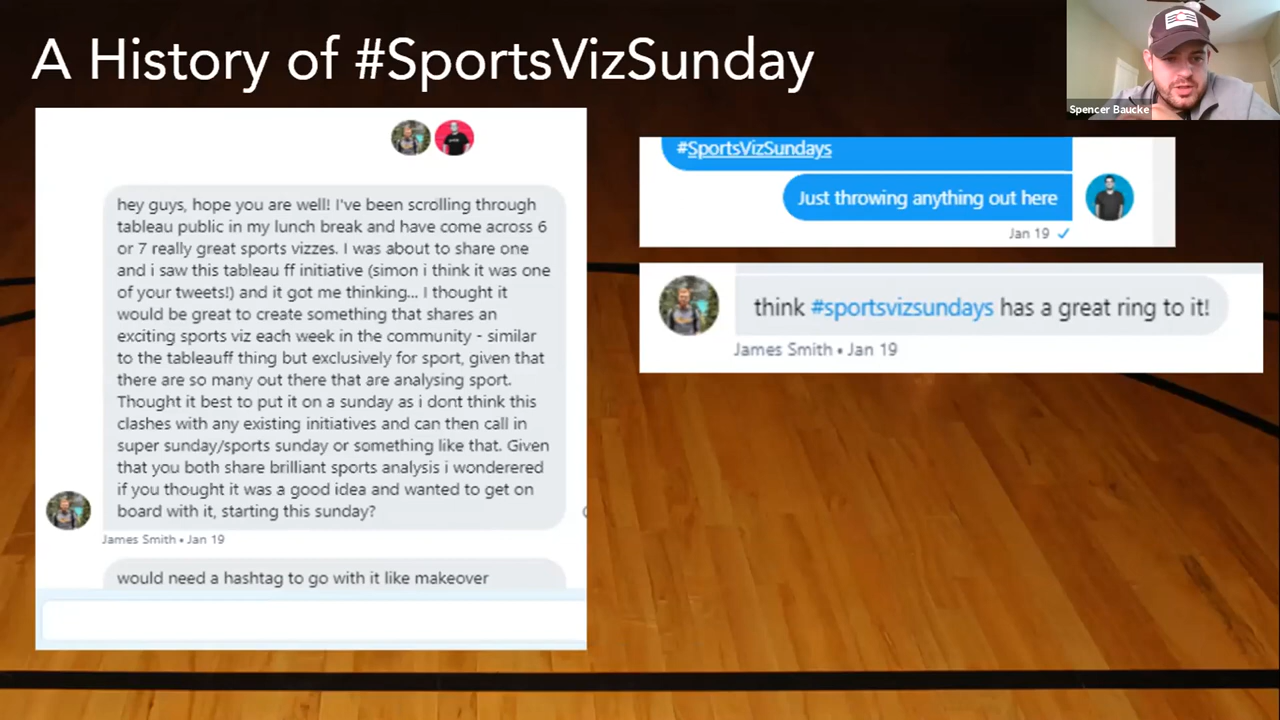 A History of #SportsVizSunday
Spencer Baucke
hey guys, hope you are well! I've been scrolling through
tableau public in my lunch break and have come across 6
or 7 really great sports vizzes. I was about to share one
and i saw this tableau ff initiative (simon i think it was one
of your tweets!) and it got me thinking... I thought it
would be great to create something that shares an
exciting sports viz each week in the community - similar
to the tableauff thing but exclusively for sport, given that
there are so many out there that are analysing sport.
Thought it best to put it on a sunday as i dont think this
clashes with any existing initiatives and can then call in
super sunday/sports sunday or something like that. Given
that you both share brilliant sports analysis i wonderered
if you thought it was a good idea and wanted to get on
board with it, starting this sunday?
James Smith • Jan 19
would need a hashtag to go with it like makeover
#SportsVizSundays
Just throwing anything out here
Jan 19 ✓
think #sportsvizsundays has a great ring to it!
James Smith • Jan 19